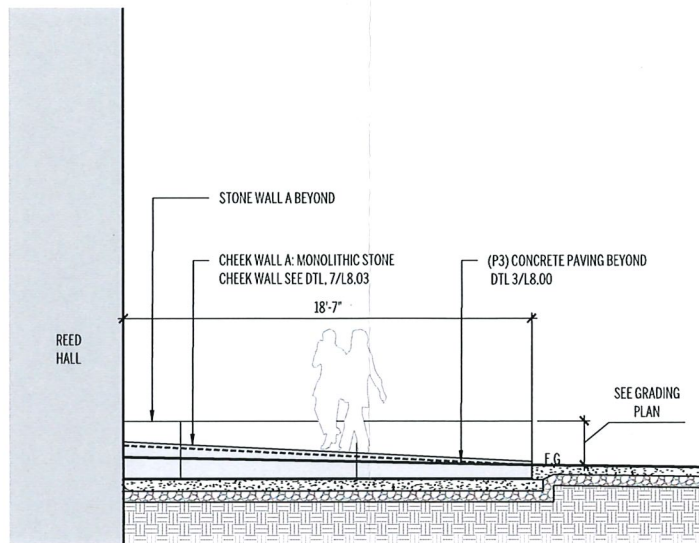 STONE WALL A BEYOND
CHEEK WALL A: MONOLITHIC STONE
CHEEK WALL SEE DTL, 7/L8.03
(P3) CONCRETE PAVING BEYOND
DTL 3/L8.00
18'-7"
REED
HALL
SEE GRADING
PLAN
F.G